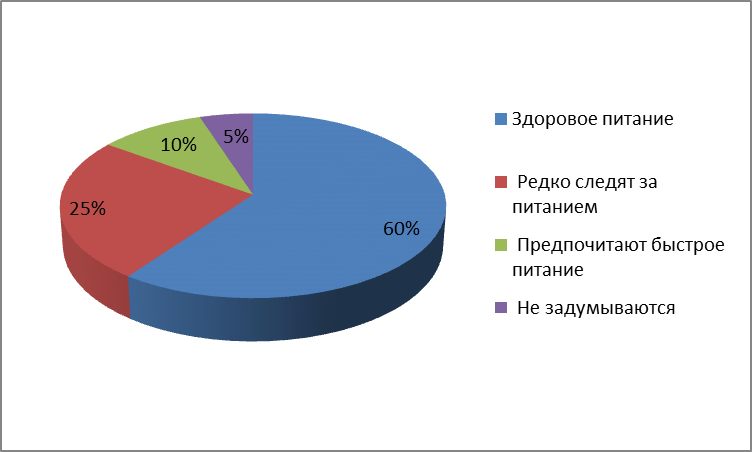 5%
10%
25%
60%
Здоровое питание
Редко следят за
питанием
Предпочитают быстрое
питание
Не задумываются